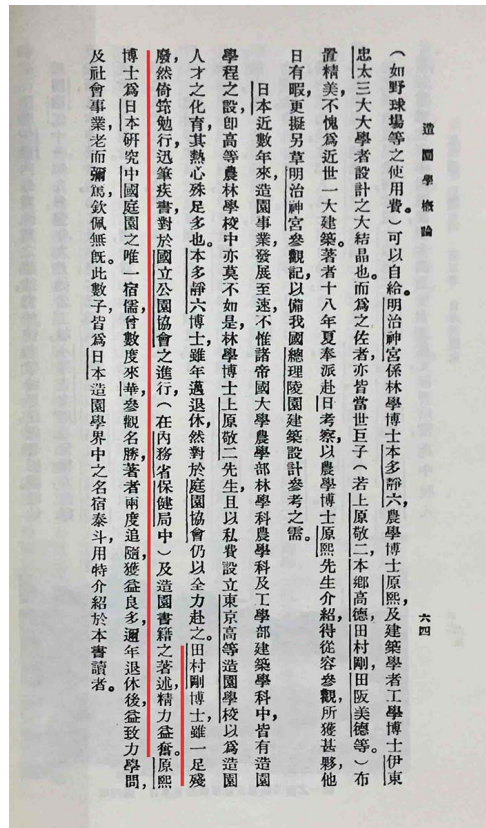 造園學概論
六四
（如野球場等之使用費）可以自給。明治神宮係林學博士本多靜六，農學博士原熙，及建築學者工學博士伊東
忠太三大大學者設計之大結晶也。而爲之佐者，亦皆當世巨子（若上原敬二，本鄉高德，田村剛，田阪美德等。）布
置精美，不愧爲近世一大建築。著者十八年夏奉派赴日考察，以農學博士原熙先生介紹，得從容參觀，所獲甚夥，他
日有暇，更擬另草明治神宮參觀記，以備我國總理陵園建築設計參考之需。
日本近數年來，造園事業，發展至速，不惟諸帝國大學農學部林學科農學科及工學部建築學科中，皆有造園
學程之設，卽高等農林學校中亦莫不如是，林學博士上原敬二先生，且以私費設立東京高等造園學校，以爲造園
人才之化育，其熱心殊足多也。本多靜六博士，雖年邁退休，然對於庭園協會，仍以全力赴之。田村剛博士雖一足殘
廢，然倚筇勉行，迅筆疾書，對於國立公園協會之進行，（在內務省保健局中）及造園書籍之著述，精力益奮。原熙
博士爲日本研究中國庭園之唯一宿儒，曾數度來華，參觀名勝，著者兩度追隨，獲益良多，邇年退休後，益致力學問，
及社會事業，老而彌篤，欽佩無旣。此數子皆爲日本造園學界中之名宿泰斗，用特介紹於本書讀者。